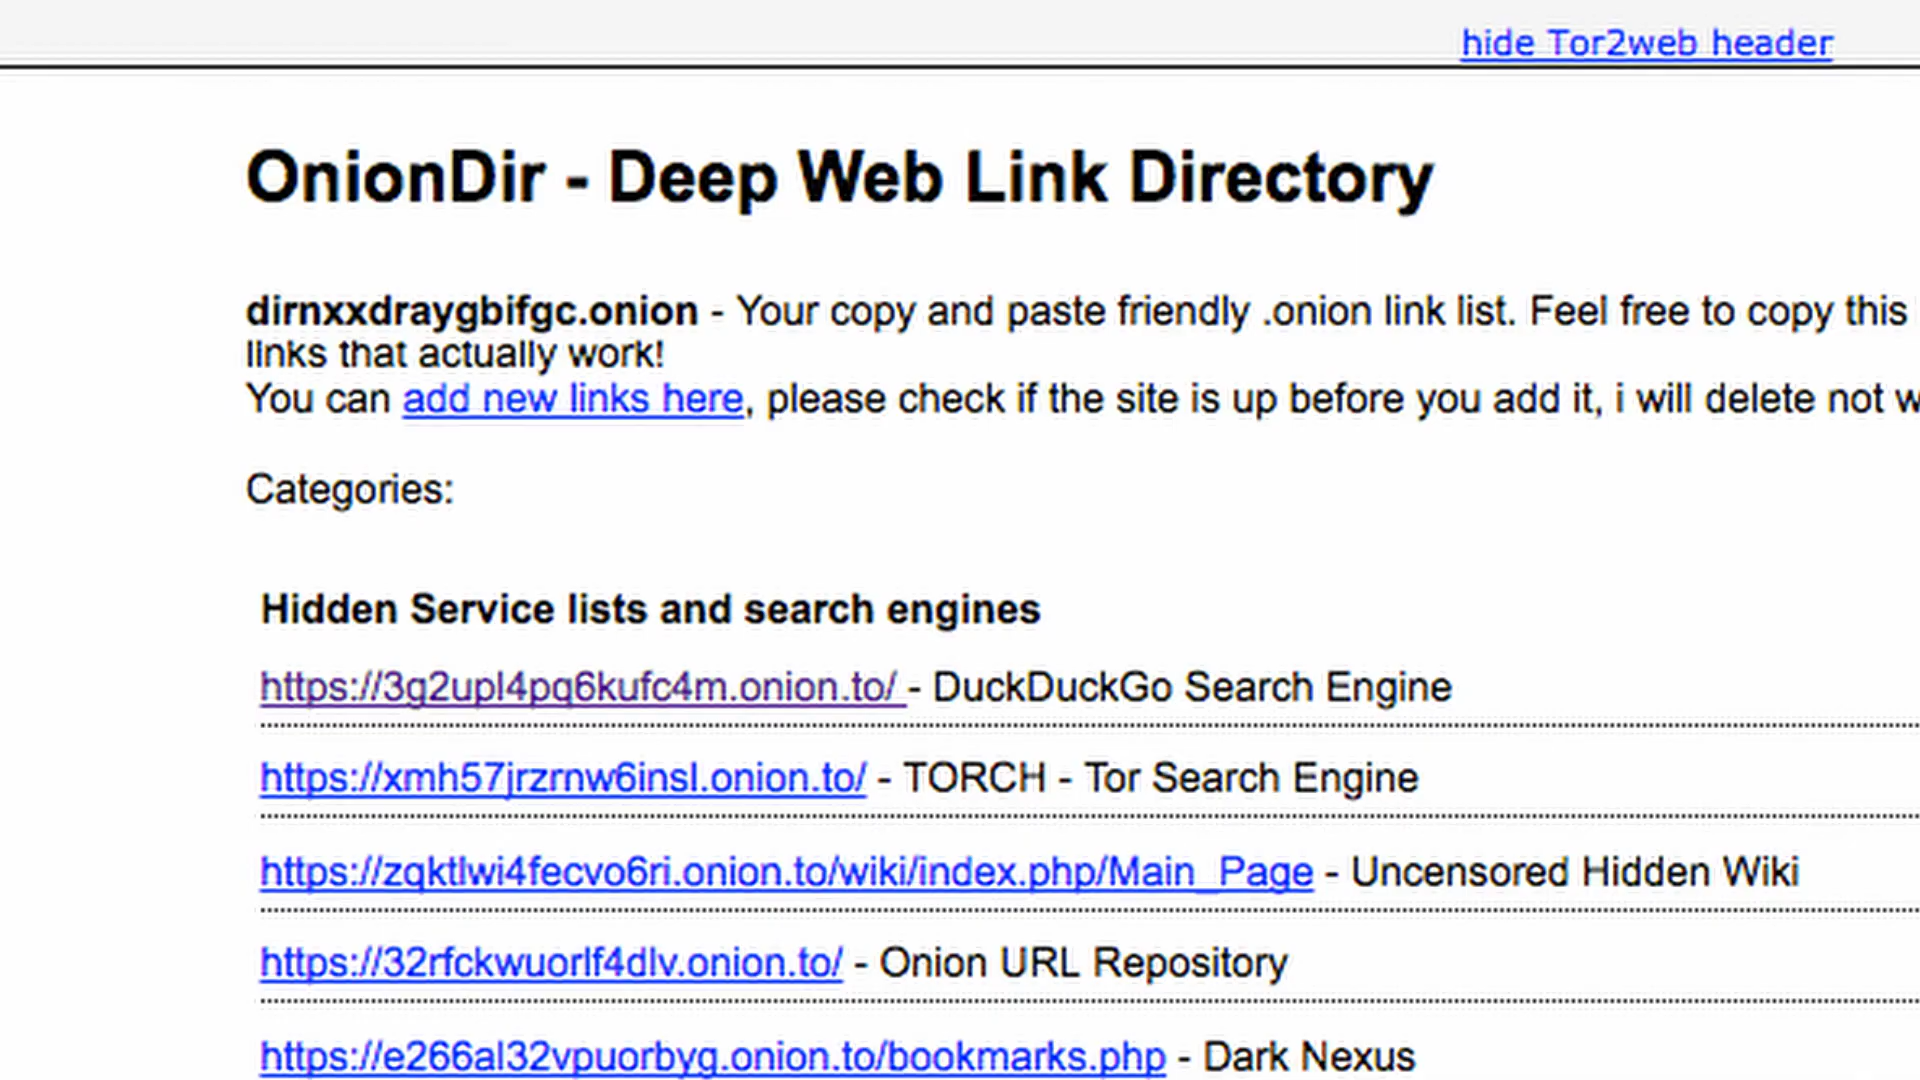 hide Tor2web header
OnionDir - Deep Web Link Directory
dirnxxdraygbifgc.onion - Your copy and paste friendly .onion link list. Feel free to copy this
links that actually work!
You can add new links here, please check if the site is up before you add it, i will delete not w
Categories:
Hidden Service lists and search engines
https://3g2upl4pq6kufc4m.onion.to/ - DuckDuckGo Search Engine
https://xmh57jrzrnw6insl.onion.to/ - TORCH - Tor Search Engine
https://zqktlwi4fecvo6ri.onion.to/wiki/index.php/Main_Page - Uncensored Hidden Wiki
https://32rfckwuorlf4dlv.onion.to/ - Onion URL Repository
https://e266al32vpuorbyg.onion.to/bookmarks.php - Dark Nexus